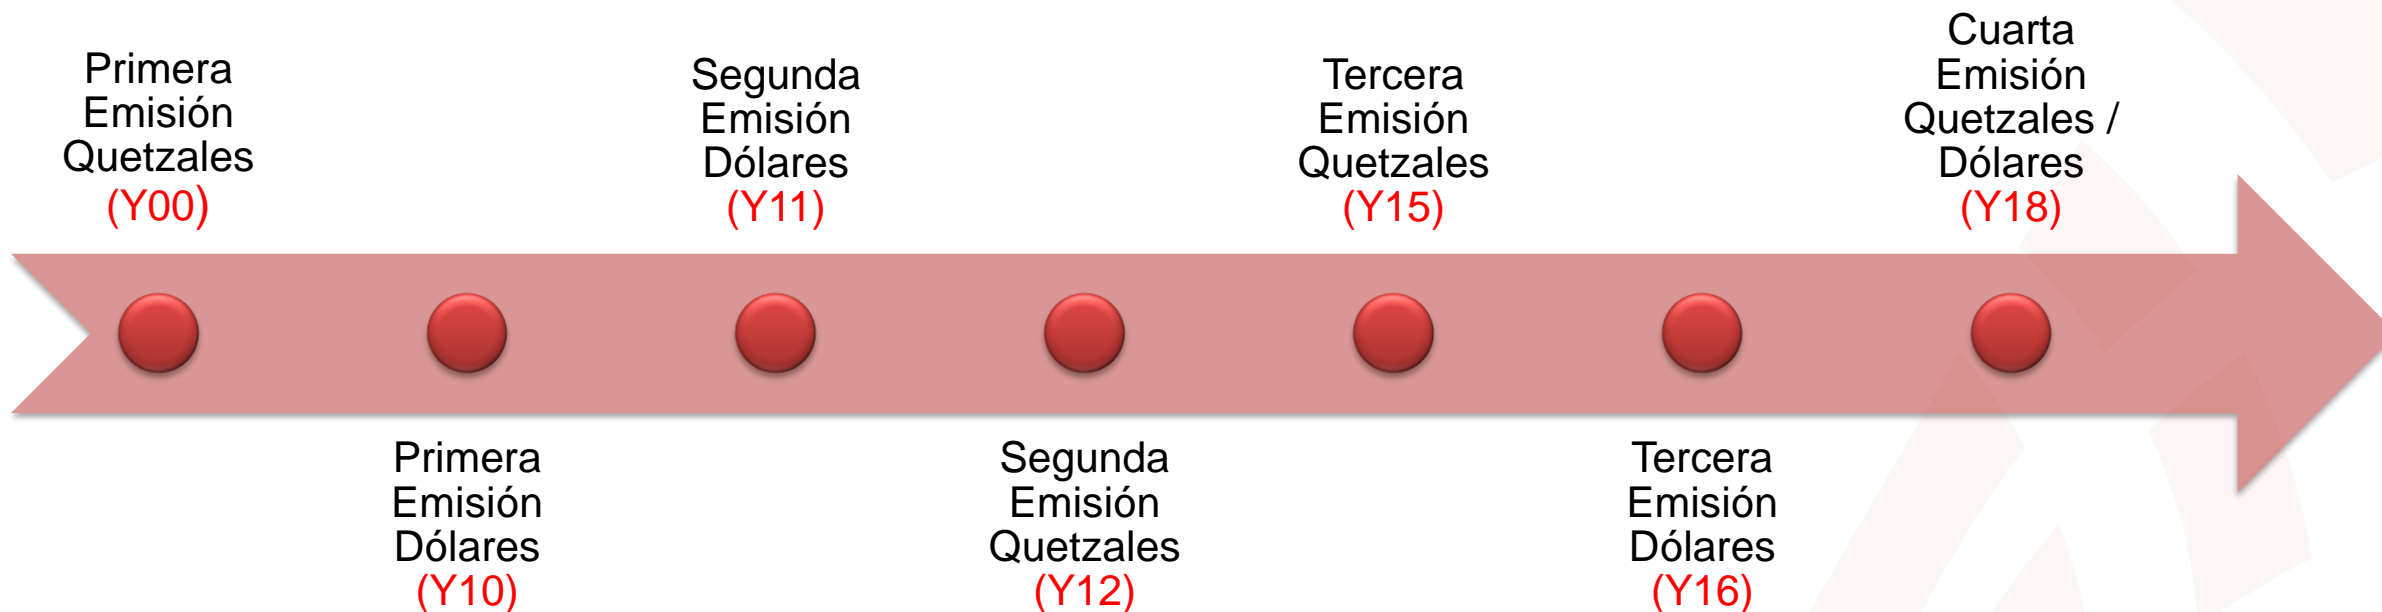 Primera
Emisión
Quetzales
(Y00)
Primera
Emisión
Dólares
(Y10)
Segunda
Emisión
Dólares
(Y11)
Segunda
Emisión
Quetzales
(Y12)
Tercera
Emisión
Quetzales
(Y15)
Tercera
Emisión
Dólares
(Y16)
Cuarta
Emisión
Quetzales /
Dólares
(Y18)